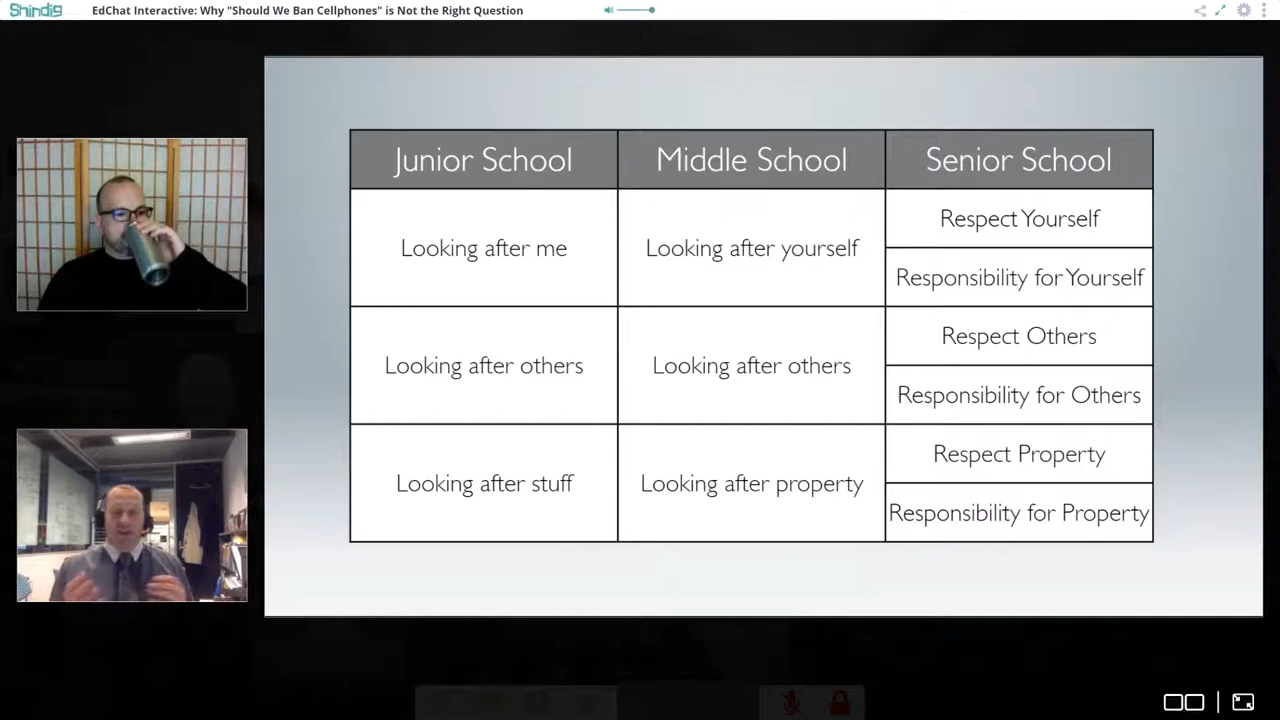 Shindig
EdChat Interactive: Why "Should We Ban Cellphones" is Not the Right Question
Junior School
Middle School
Senior School
Looking after me
Looking after yourself
Respect Yourself
Responsibility for Yourself
Looking after others
Looking after others
Respect Others
Responsibility for Others
Looking after stuff
Looking after property
Respect Property
Responsibility for Property